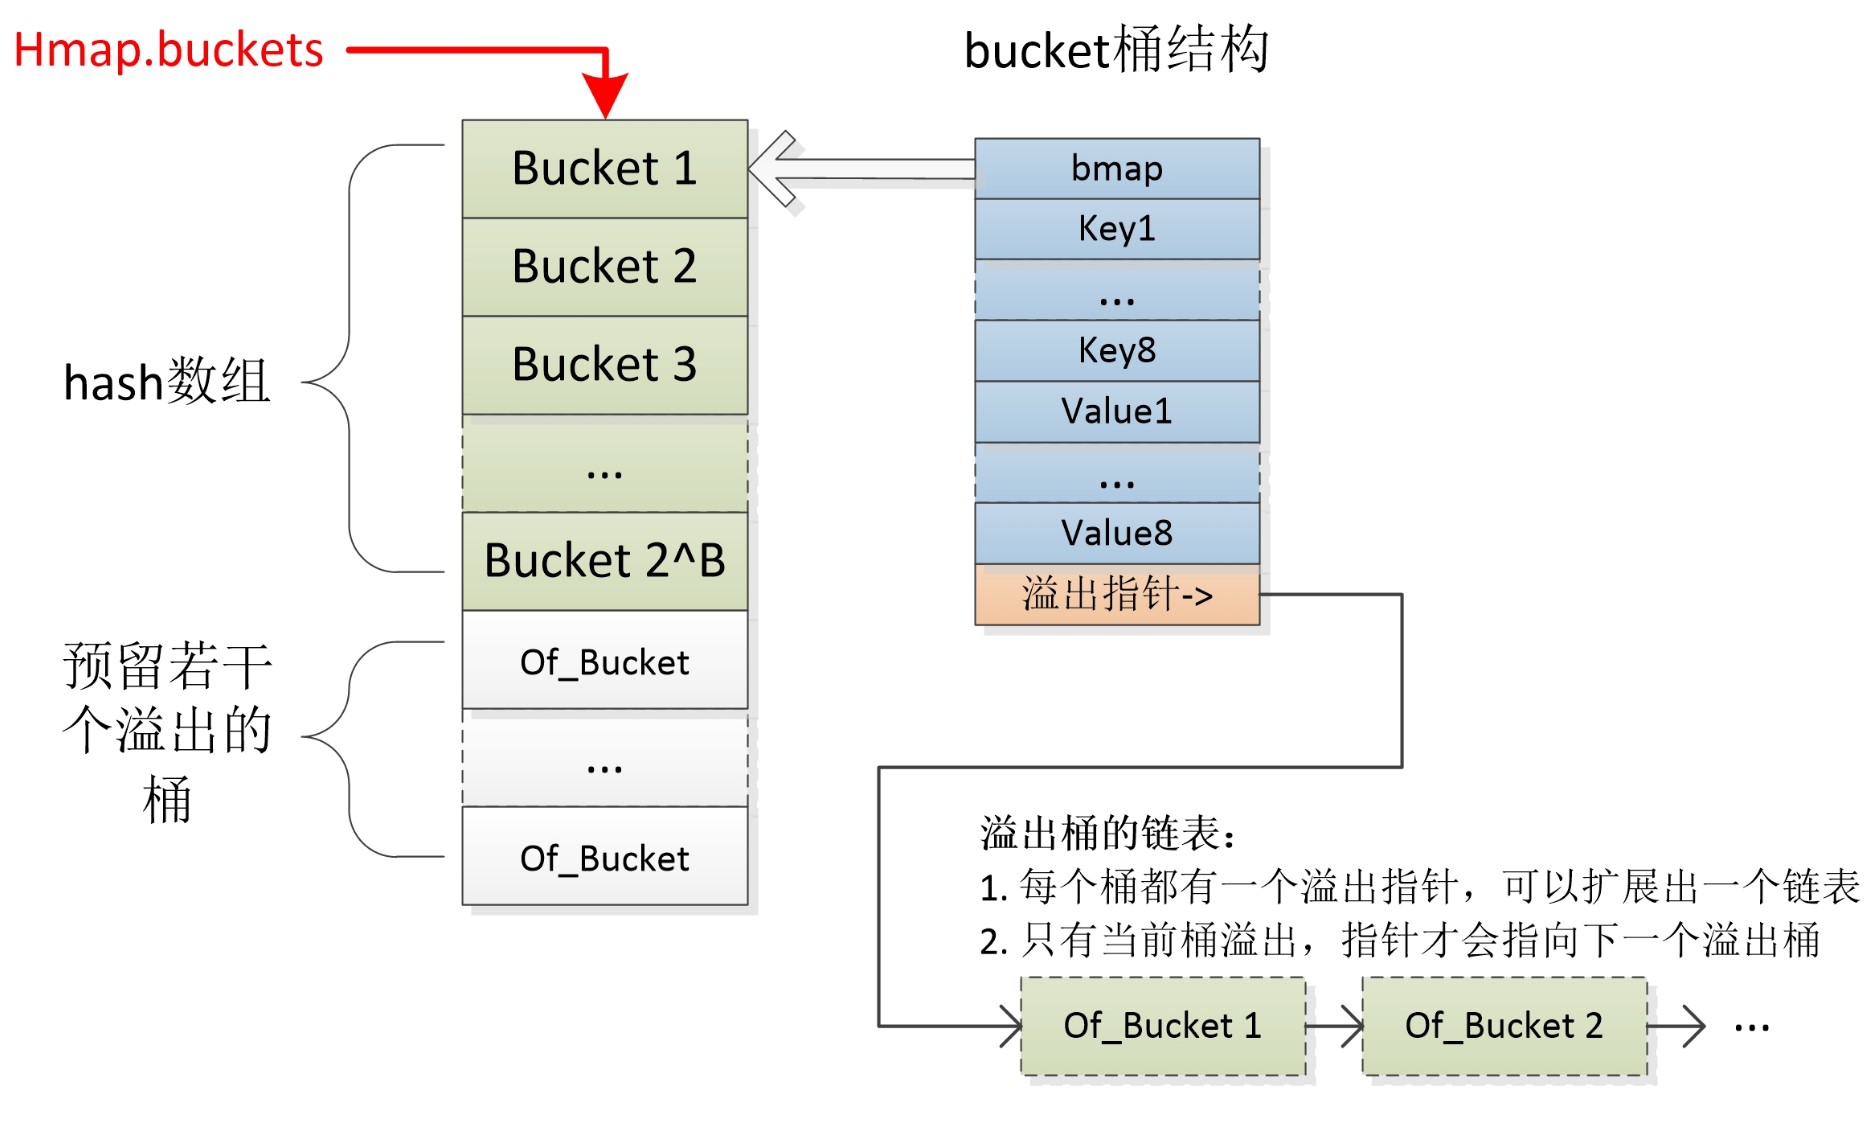 Hmap.buckets
bucket桶结构
Bucket 1
Bucket 2
Bucket 3
...
Bucket 2^B
Of_Bucket
...
Of_Bucket
hash数组
预留若干
个溢出的
桶
bmap
Key1
...
Key8
Value1
...
Value8
溢出指针->
溢出桶的链表：
1. 每个桶都有一个溢出指针，可以扩展出一个链表
2. 只有当前桶溢出，指针才会指向下一个溢出桶
Of_Bucket 1
Of_Bucket 2
...